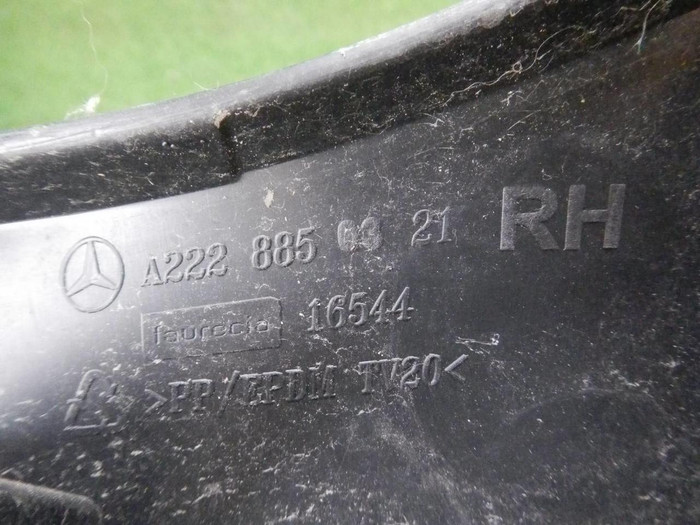 A222 885 03 21 RH
faurecia 16544
>PP/EPDM TV20<